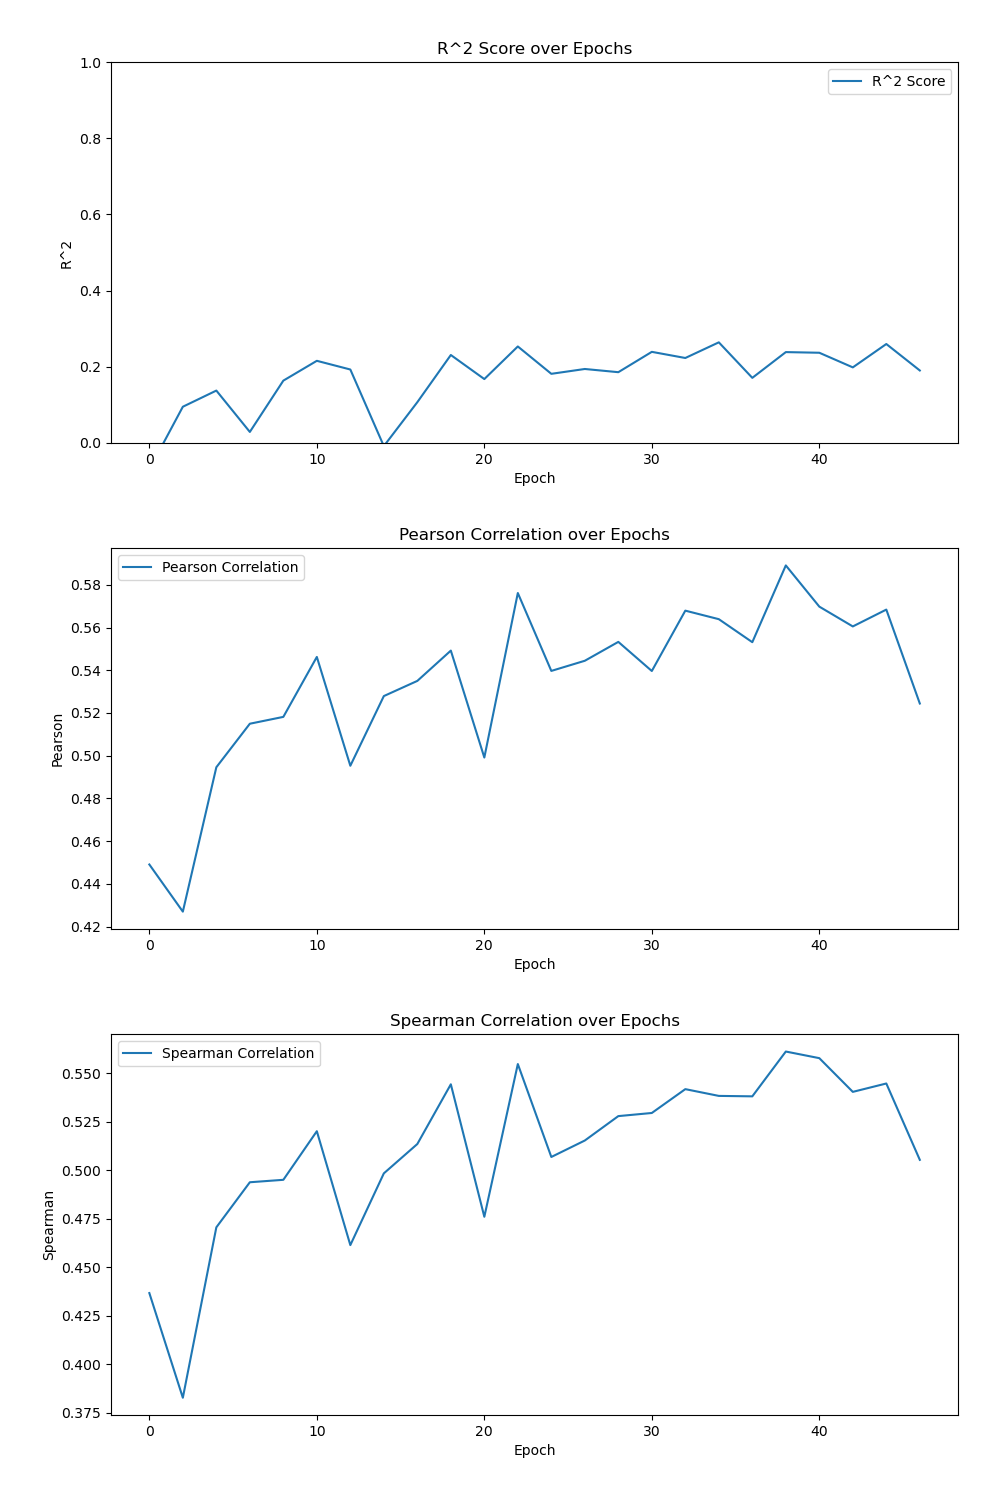 R^2 Score over Epochs
R^2 Score
1.0
0.8
0.6
0.4
0.2
0.0
R^2
0 10 20 30 40
Epoch
Pearson Correlation over Epochs
Pearson Correlation
0.58
0.56
0.54
0.52
0.50
0.48
0.46
0.44
0.42
Pearson
0 10 20 30 40
Epoch
Spearman Correlation over Epochs
Spearman Correlation
0.550
0.525
0.500
0.475
0.450
0.425
0.400
0.375
Spearman
0 10 20 30 40
Epoch